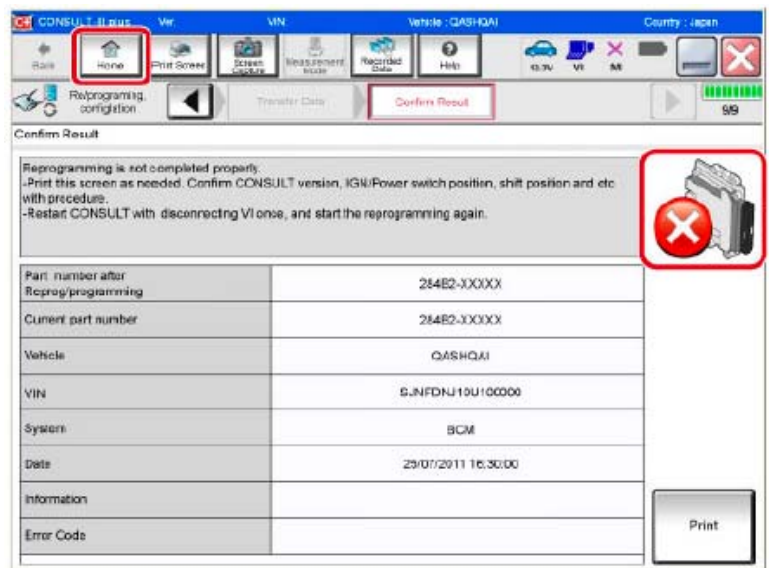 CONSULT-III plus Ver. VIN: Vehicle : QASHQAI Country : Japan
Back Home Print Screen Screen Capture Measurement Mode Recorded Data Help 13.3V VI MI
Re/programing, configration Transfer Data Confirm Result 9/9
Confirm Result
Reprogramming is not completed properly.
-Print this screen as needed. Confirm CONSULT version, IGN/Power switch position, shift position and etc
with procedure.
-Restart CONSULT with disconnecting VI once, and start the reprogramming again.
Part number after
Reprog/programming 284B2-XXXXX
Current part number 284B2-XXXXX
Vehicle QASHQAI
VIN SJNFDNJ10U100000
System BCM
Date 25/07/2011 16:30:00
Information
Error Code
Print